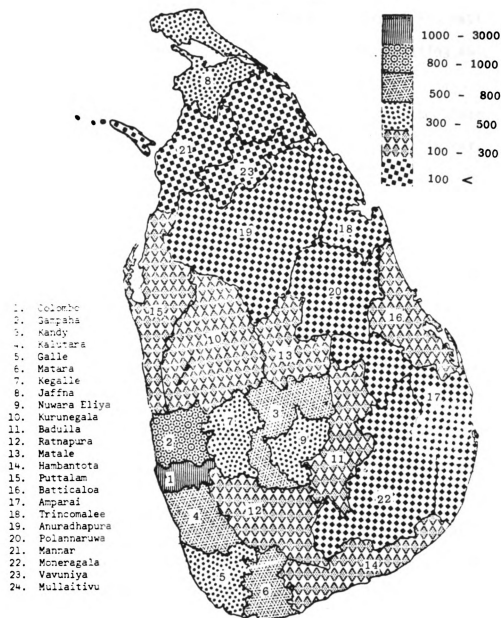 1000 - 3000
800 - 1000
500 - 800
300 - 500
100 - 300
100 <
8
21
23
19
18
20
15
10
16
13
3
17
2
7
9
11
1
22
4
12
14
5
6
1. Colombo
2. Gampaha
3. Kandy
4. Kalutara
5. Galle
6. Matara
7. Kegalle
8. Jaffna
9. Nuwara Eliya
10. Kurunegala
11. Badulla
12. Ratnapura
13. Matale
14. Hambantota
15. Puttalam
16. Batticaloa
17. Amparai
18. Trincomalee
19. Anuradhapura
20. Polannaruwa
21. Mannar
22. Moneragala
23. Vavuniya
24. Mullaitivu